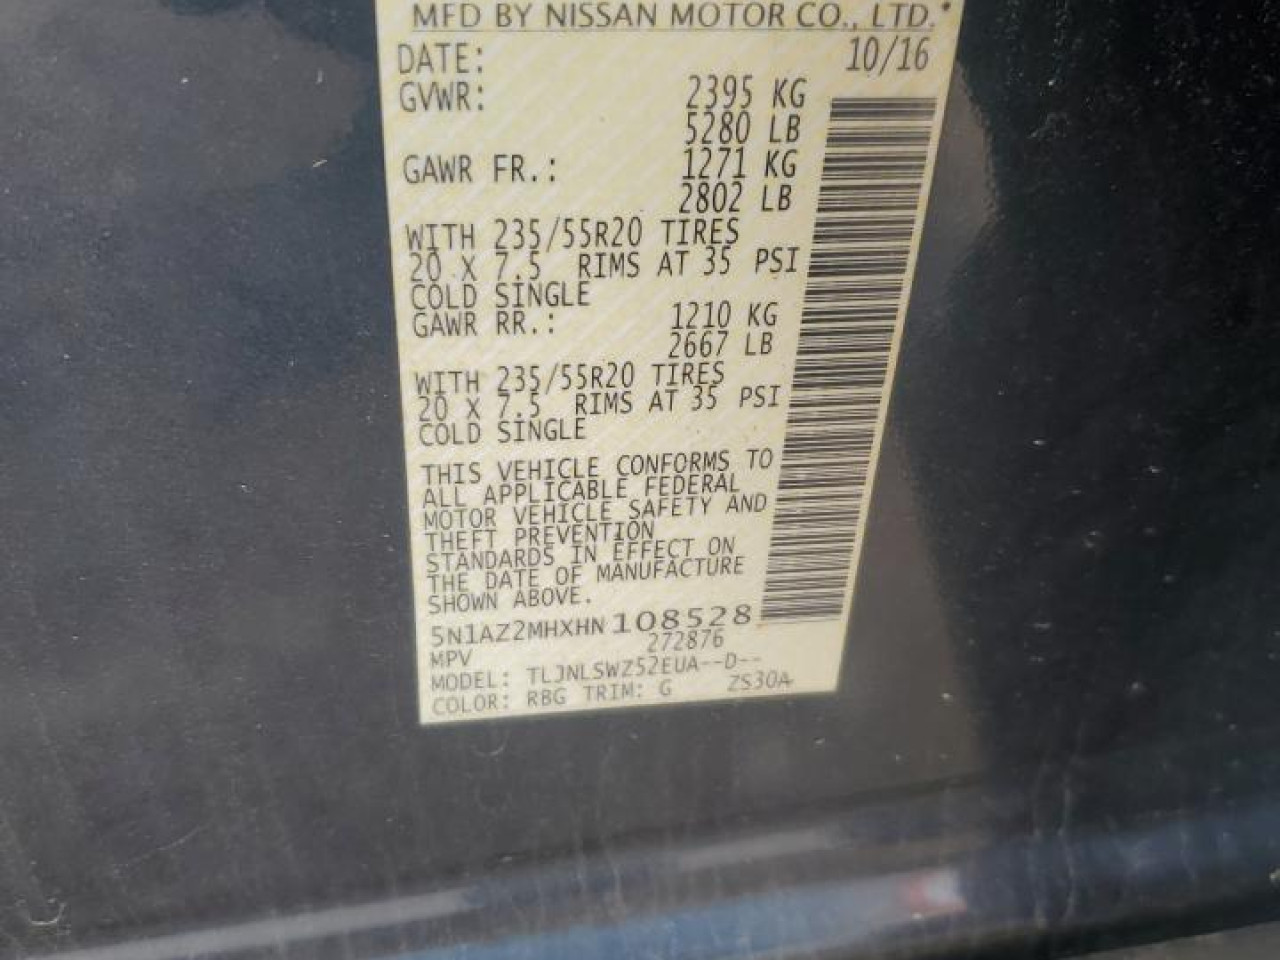 MFD BY NISSAN MOTOR CO., LTD.*
DATE: 10/16
GVWR: 2395 KG
5280 LB
GAWR FR.: 1271 KG
2802 LB
WITH 235/55R20 TIRES
20 X 7.5 RIMS AT 35 PSI
COLD SINGLE
GAWR RR.: 1210 KG
2667 LB
WITH 235/55R20 TIRES
20 X 7.5 RIMS AT 35 PSI
COLD SINGLE
THIS VEHICLE CONFORMS TO
ALL APPLICABLE FEDERAL
MOTOR VEHICLE SAFETY AND
THEFT PREVENTION
STANDARDS IN EFFECT ON
THE DATE OF MANUFACTURE
SHOWN ABOVE.
5N1AZ2MHXHN108528
MPV 272876
MODEL: TLJNLSWZ52EUA--D--
COLOR: RBG TRIM: G ZS30A